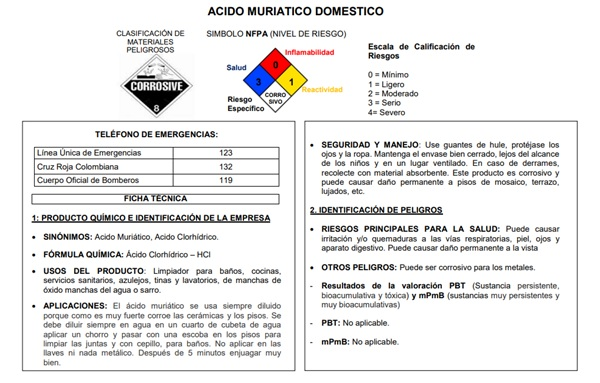 ACIDO MURIATICO DOMESTICO
CLASIFICACIÓN DE
MATERIALES
PELIGROSOS
CORROSIVE
8
SIMBOLO NFPA (NIVEL DE RIESGO)
Inflamabilidad
Salud
0
3
1
Reactividad
Riesgo
Específico
CORRO
SIVO
Escala de Calificación de
Riesgos
0 = Mínimo
1 = Ligero
2 = Moderado
3 = Serio
4= Severo
TELÉFONO DE EMERGENCIAS:
Línea Única de Emergencias 123
Cruz Roja Colombiana 132
Cuerpo Oficial de Bomberos 119
FICHA TECNICA
1: PRODUCTO QUÍMICO E IDENTIFICACIÓN DE LA EMPRESA
• SINÓNIMOS: Acido Muriático, Acido Clorhídrico.
• FÓRMULA QUÍMICA: Ácido Clorhídrico – HCl
• USOS DEL PRODUCTO: Limpiador para baños, cocinas,
servicios sanitarios, azulejos, tinas y lavatorios, de manchas de
óxido manchas del agua o sarro.
• APLICACIONES: El ácido muriático se usa siempre diluido
porque como es muy fuerte corroe las cerámicas y los pisos. Se
debe diluir siempre en agua en un cuarto de cubeta de agua
aplicar un chorro y pasar con una escoba en los pisos para
limpiar las juntas y con cepillo, para baños. No aplicar en las
llaves ni nada metálico. Después de 5 minutos enjuagar muy
bien.
• SEGURIDAD Y MANEJO: Use guantes de hule, protéjase los
ojos y la ropa. Mantenga el envase bien cerrado, lejos del alcance
de los niños y en un lugar ventilado. En caso de derrames,
recolecte con material absorbente. Este producto es corrosivo y
puede causar daño permanente a pisos de mosaico, terrazo,
lujados, etc.
2. IDENTIFICACIÓN DE PELIGROS
• RIESGOS PRINCIPALES PARA LA SALUD: Puede causar
irritación y/o quemaduras a las vías respiratorias, piel, ojos y
aparato digestivo. Puede causar daño permanente a la vista
• OTROS PELIGROS: Puede ser corrosivo para los metales.
- Resultados de la valoración PBT (Sustancia persistente,
bioacumulativa y tóxica) y mPmB (sustancias muy persistentes y
muy bioacumulativas)
- PBT: No aplicable.
- mPmB: No aplicable.